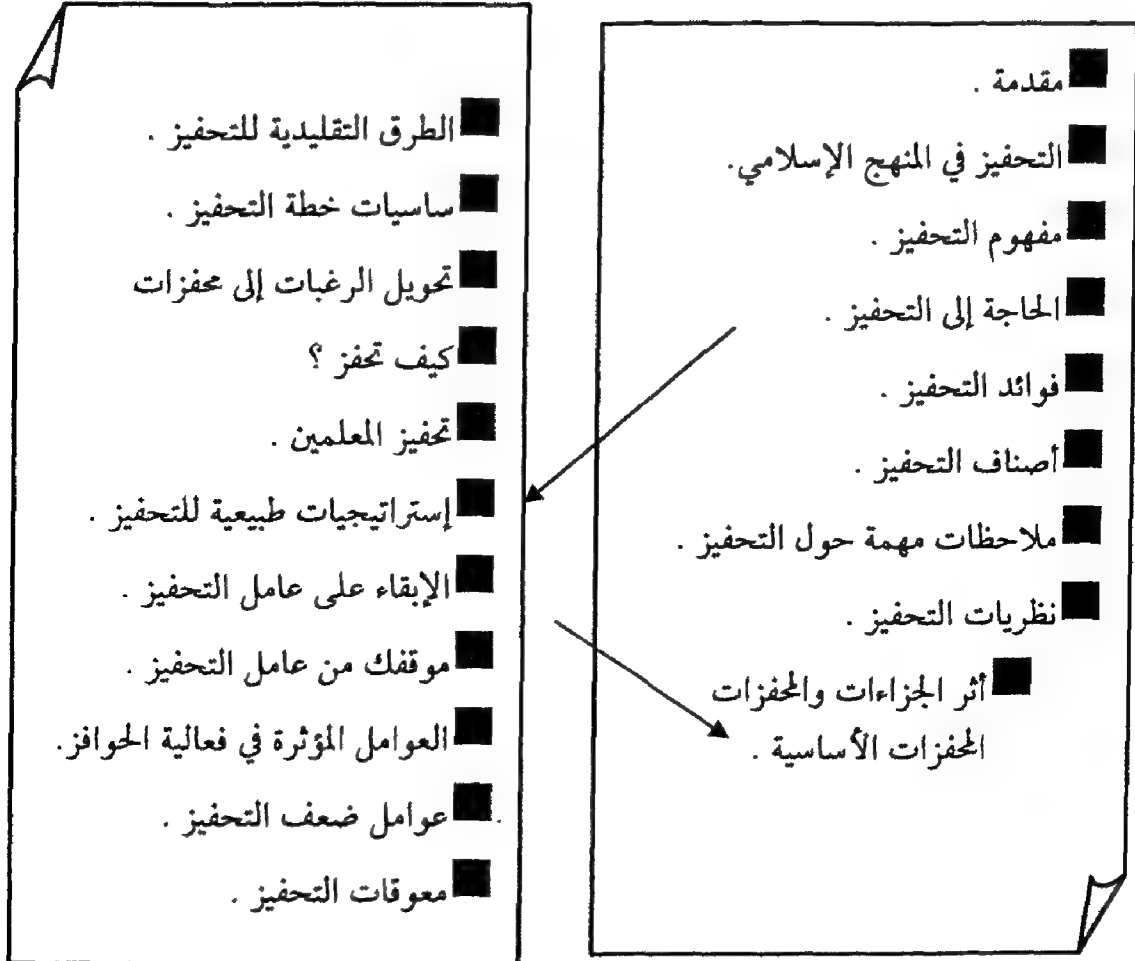 مقدمة .
التحفيز في المنهج الإسلامي.
مفهوم التحفيز .
الحاجة إلى التحفيز .
فوائد التحفيز .
أصناف التحفيز .
ملاحظات مهمة حول التحفيز .
نظريات التحفيز .
أثر الجزاءات والمحفزات
المحفزات الأساسية .
الطرق التقليدية للتحفيز .
ساسيات خطة التحفيز .
تحويل الرغبات إلى محفزات
كيف تحفز ؟
تحفيز المعلمين .
إستراتيجيات طبيعية للتحفيز .
الإبقاء على عامل التحفيز .
موقفك من عامل التحفيز .
العوامل المؤثرة في فعالية الحوافز.
عوامل ضعف التحفيز .
معوقات التحفيز .